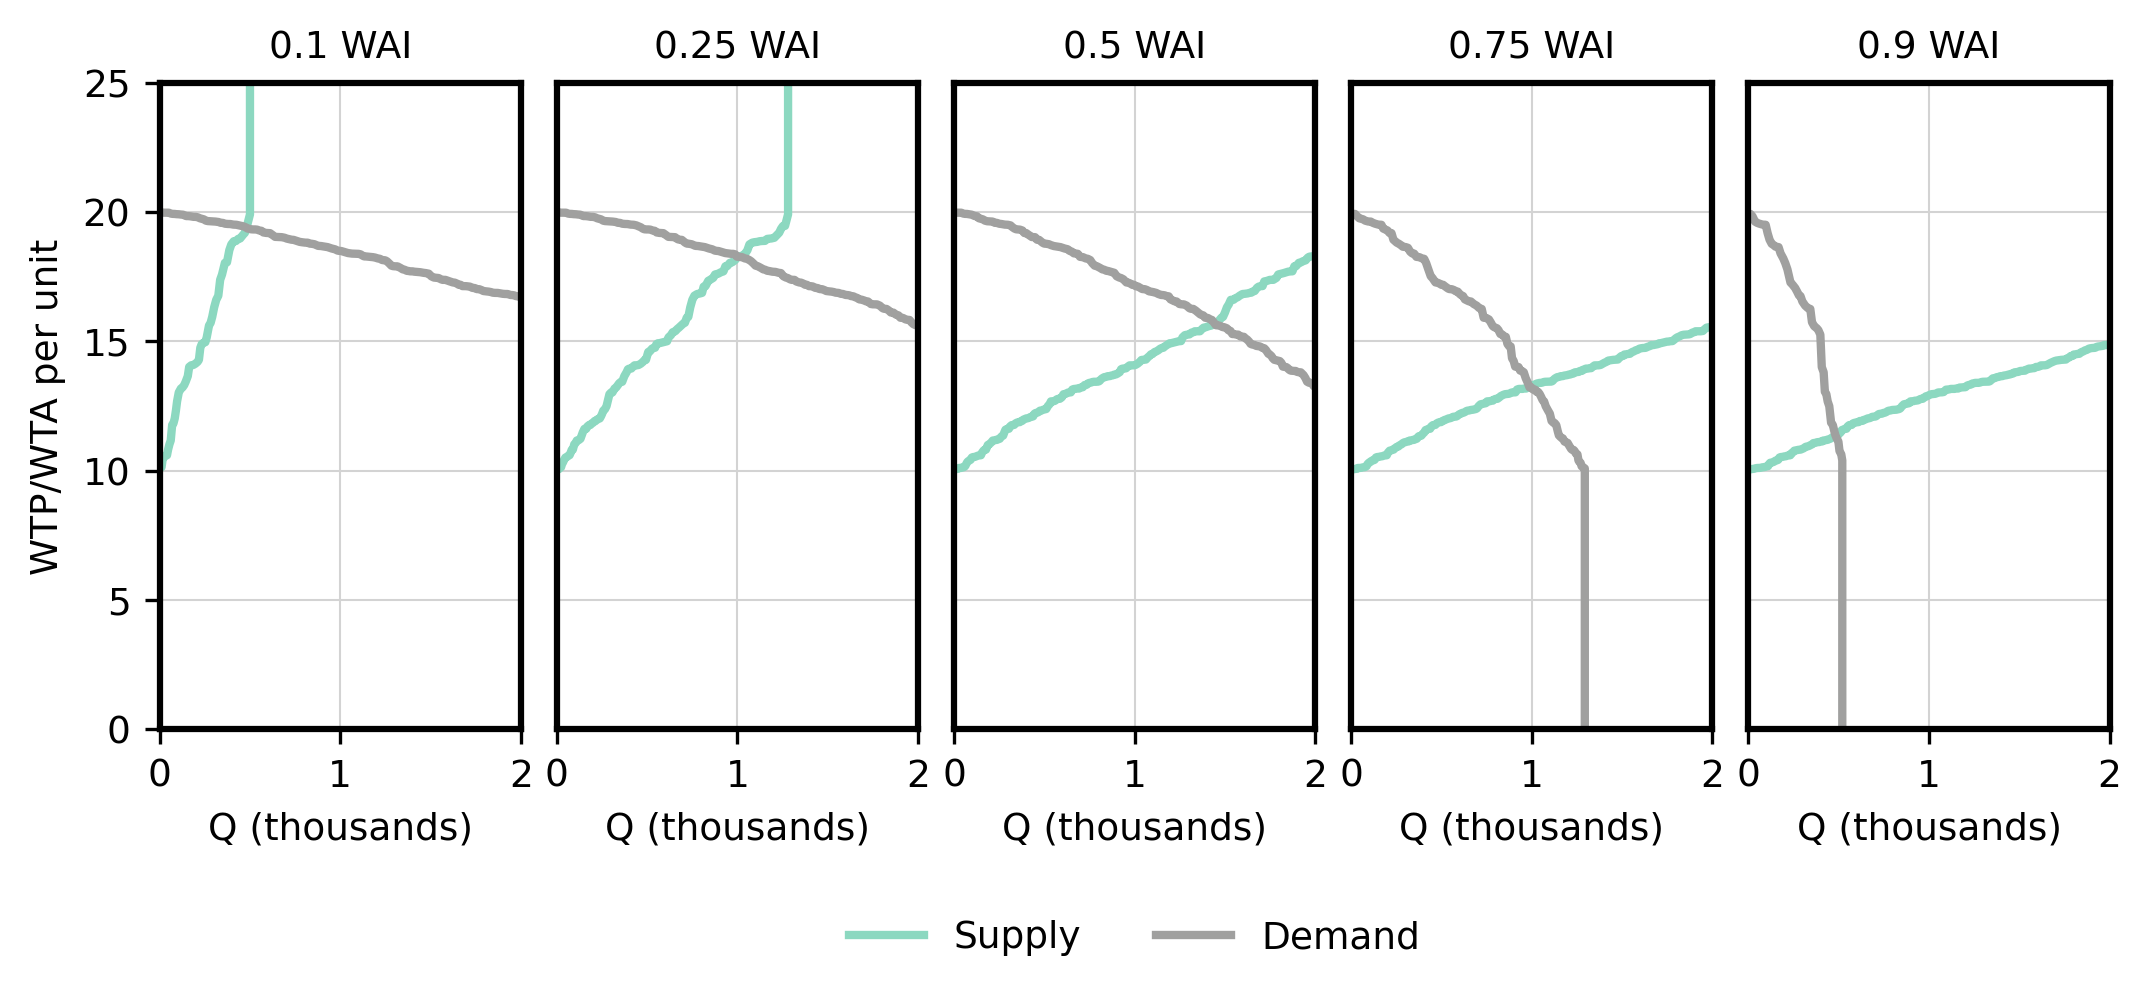 0.1 WAI
0.25 WAI
0.5 WAI
0.75 WAI
0.9 WAI
WTP/WTA per unit
25
20
15
10
5
0
0 1 2
0 1 2
0 1 2
0 1 2
0 1 2
Q (thousands)
Q (thousands)
Q (thousands)
Q (thousands)
Q (thousands)
Supply
Demand